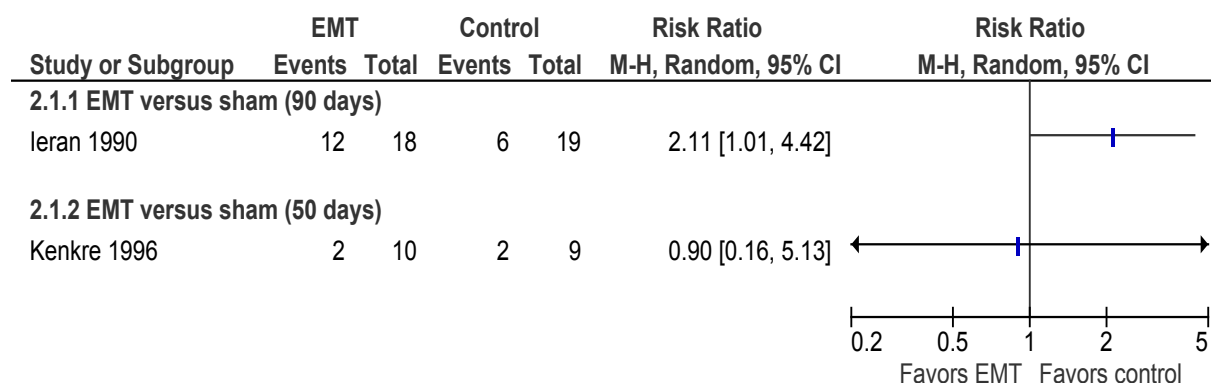 EMT Control Risk Ratio Risk Ratio
Study or Subgroup Events Total Events Total M-H, Random, 95% CI M-H, Random, 95% CI
2.1.1 EMT versus sham (90 days)
Ieran 1990 12 18 6 19 2.11 [1.01, 4.42]
2.1.2 EMT versus sham (50 days)
Kenkre 1996 2 10 2 9 0.90 [0.16, 5.13]
0.2 0.5 1 2 5
Favors EMT Favors control